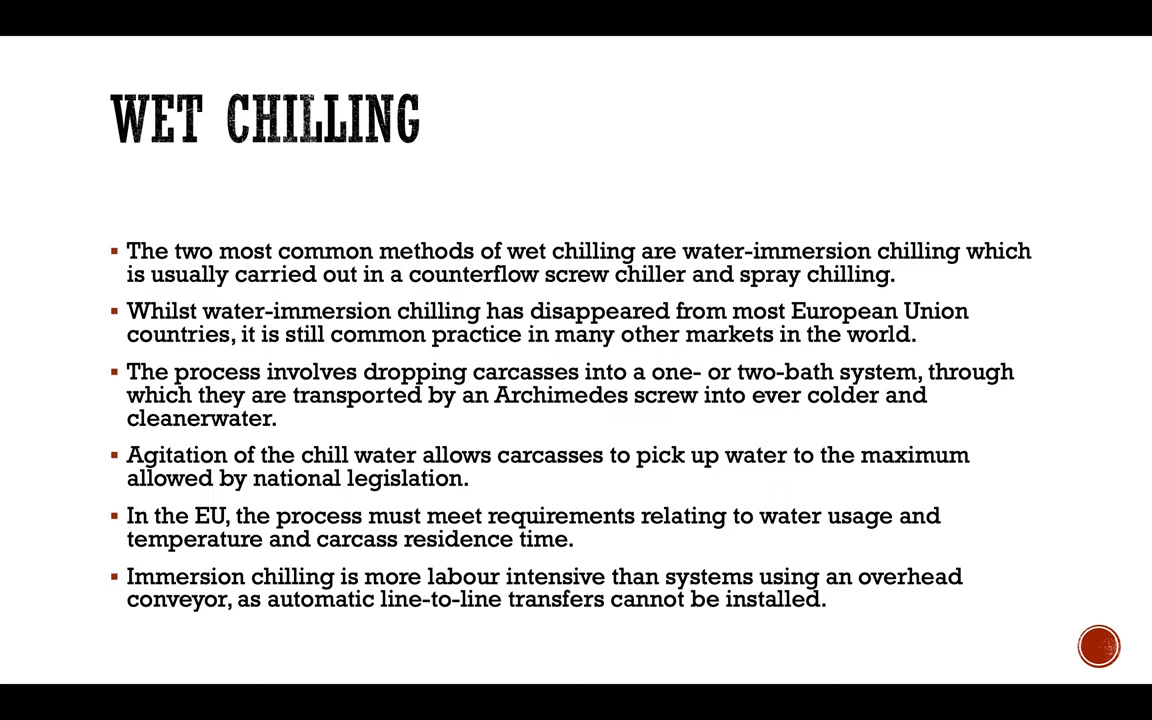 WET CHILLING
▪ The two most common methods of wet chilling are water-immersion chilling which
is usually carried out in a counterflow screw chiller and spray chilling.
▪ Whilst water-immersion chilling has disappeared from most European Union
countries, it is still common practice in many other markets in the world.
▪ The process involves dropping carcasses into a one- or two-bath system, through
which they are transported by an Archimedes screw into ever colder and
cleanerwater.
▪ Agitation of the chill water allows carcasses to pick up water to the maximum
allowed by national legislation.
▪ In the EU, the process must meet requirements relating to water usage and
temperature and carcass residence time.
▪ Immersion chilling is more labour intensive than systems using an overhead
conveyor, as automatic line-to-line transfers cannot be installed.